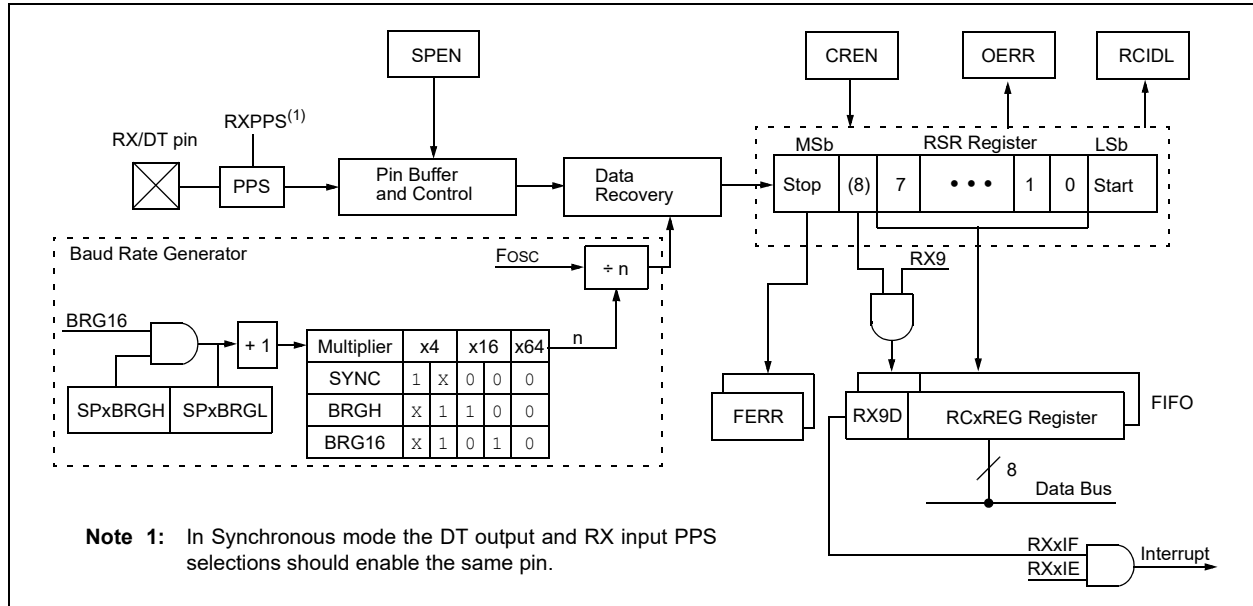 SPEN
CREN
OERR
RCIDL
RXPPS(1)
RX/DT pin
PPS
Pin Buffer
and Control
Data
Recovery
MSb
RSR Register
LSb
Stop
(8)
7
• • •
1
0
Start
Baud Rate Generator
FOSC
÷ n
RX9
BRG16
+ 1
n
Multiplier x4 x16 x64
SYNC 1 X 0 0 0
BRGH X 1 1 0 0
BRG16 X 1 0 1 0
SPxBRGH SPxBRGL
FERR
RX9D
RCxREG Register
FIFO
8
Data Bus
Note 1: In Synchronous mode the DT output and RX input PPS
selections should enable the same pin.
RXxIF
RXxIE
Interrupt